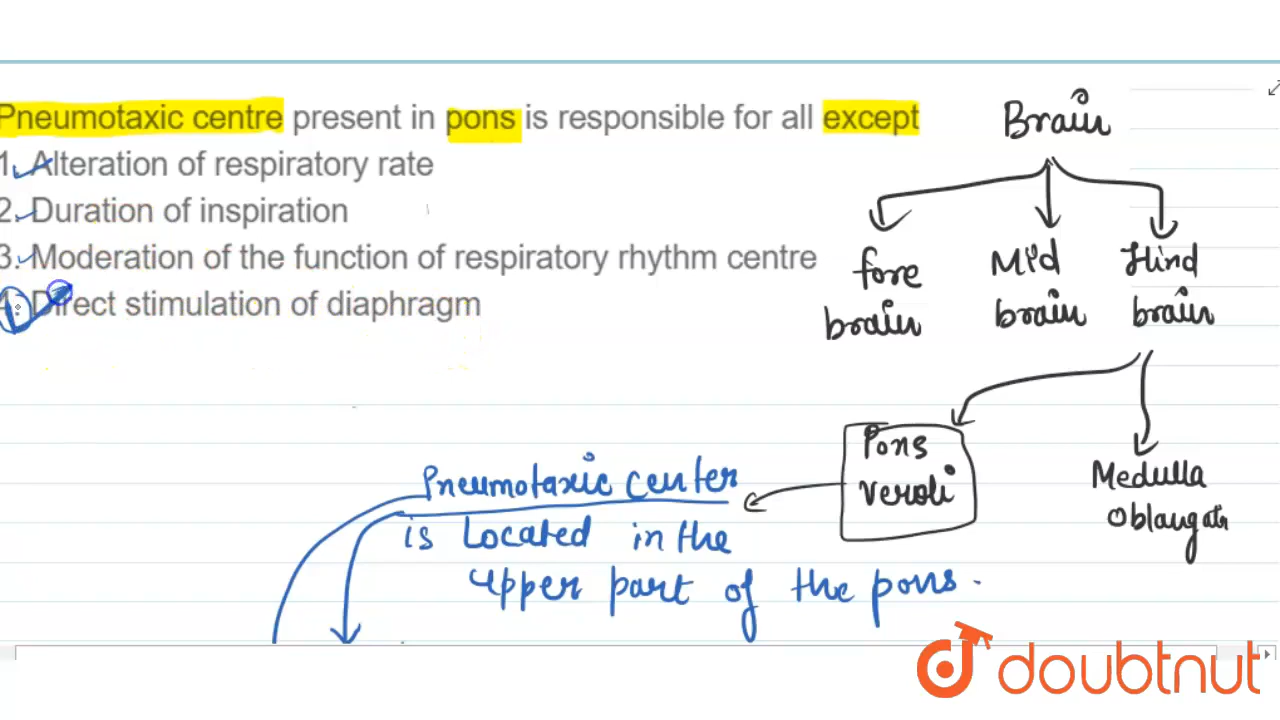 Pneumotaxic centre present in pons is responsible for all except
1. Alteration of respiratory rate
2. Duration of inspiration
3. Moderation of the function of respiratory rhythm centre
4. Direct stimulation of diaphragm
Brain
fore
brain
Mid
brain
Hind
brain
Pons
veroli
Medulla
Oblangata
Pneumotaxic center
is Located in the
upper part of the pons.
doubtnut